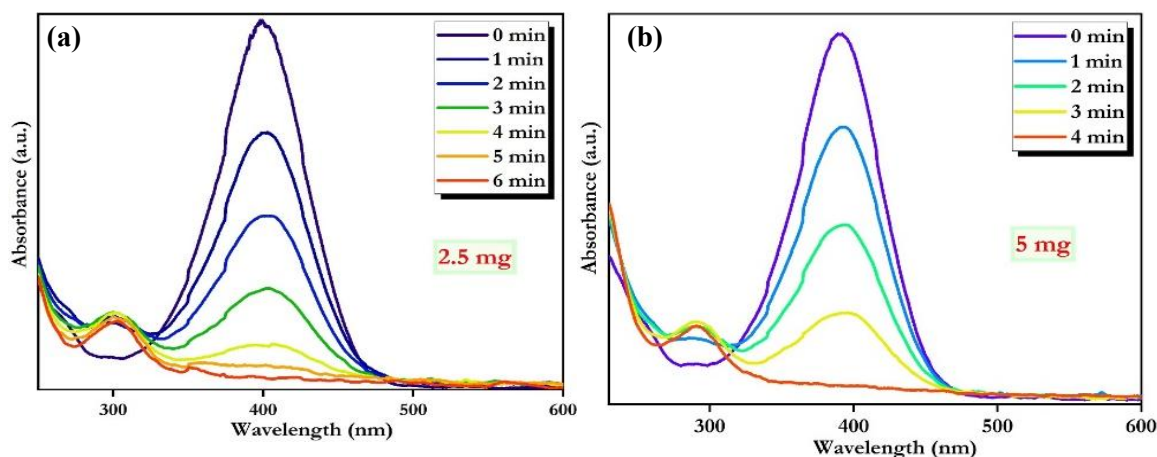 (a)
0 min
1 min
2 min
3 min
4 min
5 min
6 min
2.5 mg
Absorbance (a.u.)
300 400 500 600
Wavelength (nm)
(b)
0 min
1 min
2 min
3 min
4 min
5 mg
Absorbance (a.u.)
300 400 500 600
Wavelength (nm)